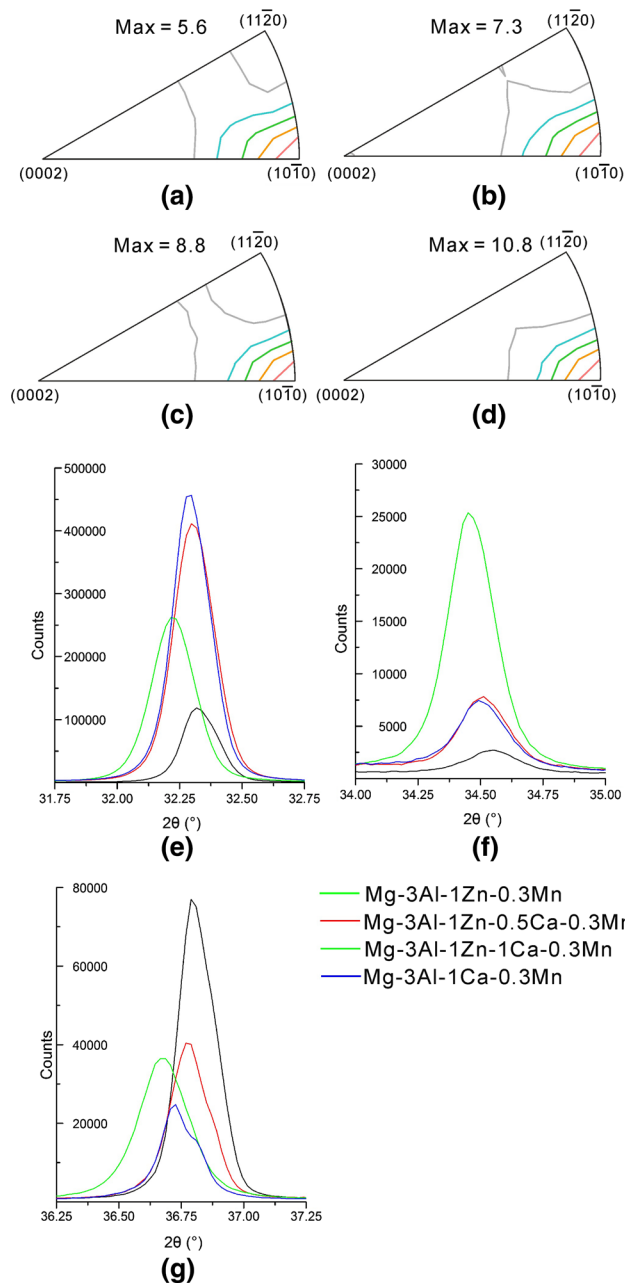 Max = 5.6
(112̅0)
(0002)
(101̅0)
(a)
Max = 7.3
(112̅0)
(0002)
(101̅0)
(b)
Max = 8.8
(112̅0)
(0002)
(101̅0)
(c)
Max = 10.8
(112̅0)
(0002)
(101̅0)
(d)
500000
400000
300000
200000
100000
Counts
31.75 32.00 32.25 32.50 32.75
2θ (°)
(e)
30000
25000
20000
15000
10000
5000
Counts
34.00 34.25 34.50 34.75 35.00
2θ (°)
(f)
80000
60000
40000
20000
Counts
36.25 36.50 36.75 37.00 37.25
2θ (°)
(g)
Mg-3Al-1Zn-0.3Mn
Mg-3Al-1Zn-0.5Ca-0.3Mn
Mg-3Al-1Zn-1Ca-0.3Mn
Mg-3Al-1Ca-0.3Mn